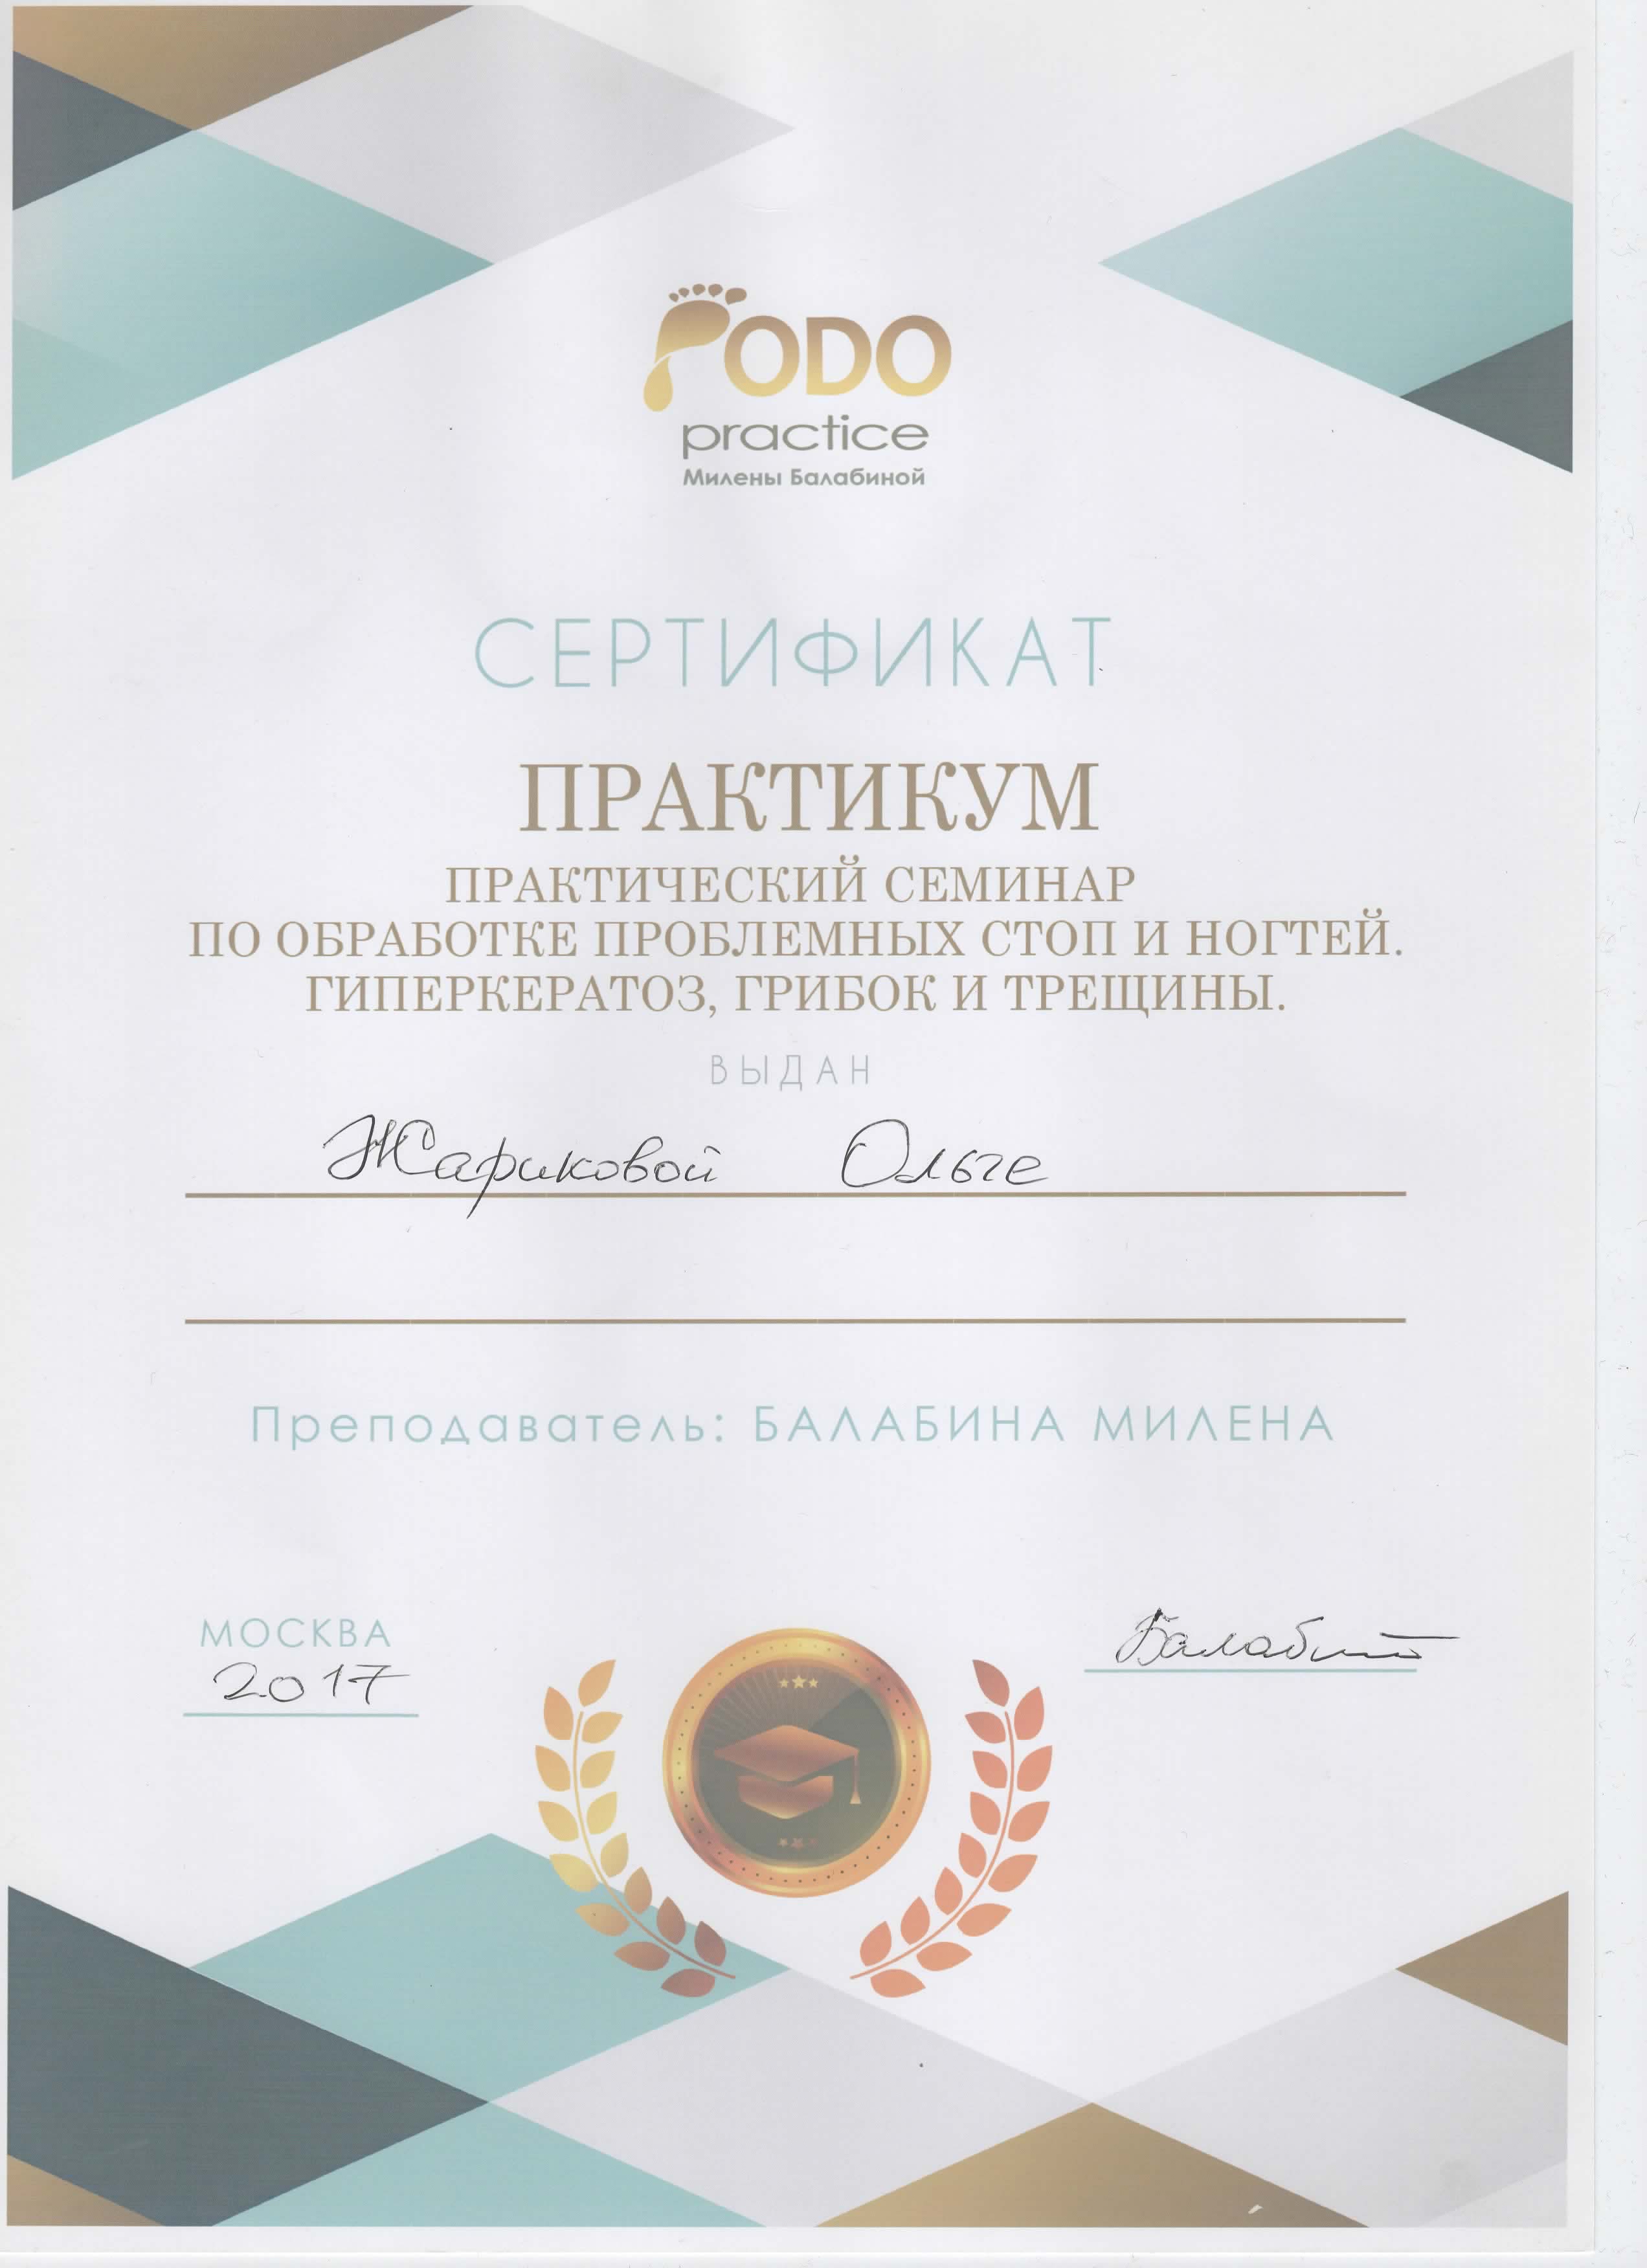 PODO
practice
Милены Балабиной
СЕРТИФИКАТ
ПРАКТИКУМ
ПРАКТИЧЕСКИЙ СЕМИНАР
ПО ОБРАБОТКЕ ПРОБЛЕМНЫХ СТОП И НОГТЕЙ.
ГИПЕРКЕРАТОЗ, ГРИБОК И ТРЕЩИНЫ.
ВЫДАН
Жариковой Ольге
Преподаватель: БАЛАБИНА МИЛЕНА
МОСКВА
2017